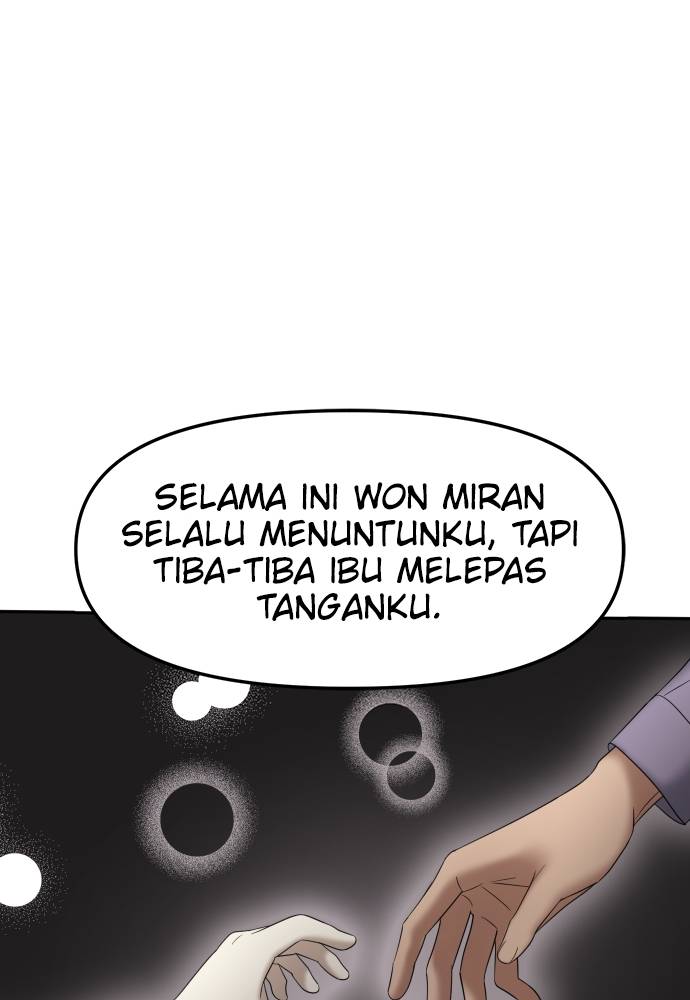 SELAMA INI WON MIRAN
SELALU MENUNTUNKU, TAPI
TIBA-TIBA IBU MELEPAS
TANGANKU.